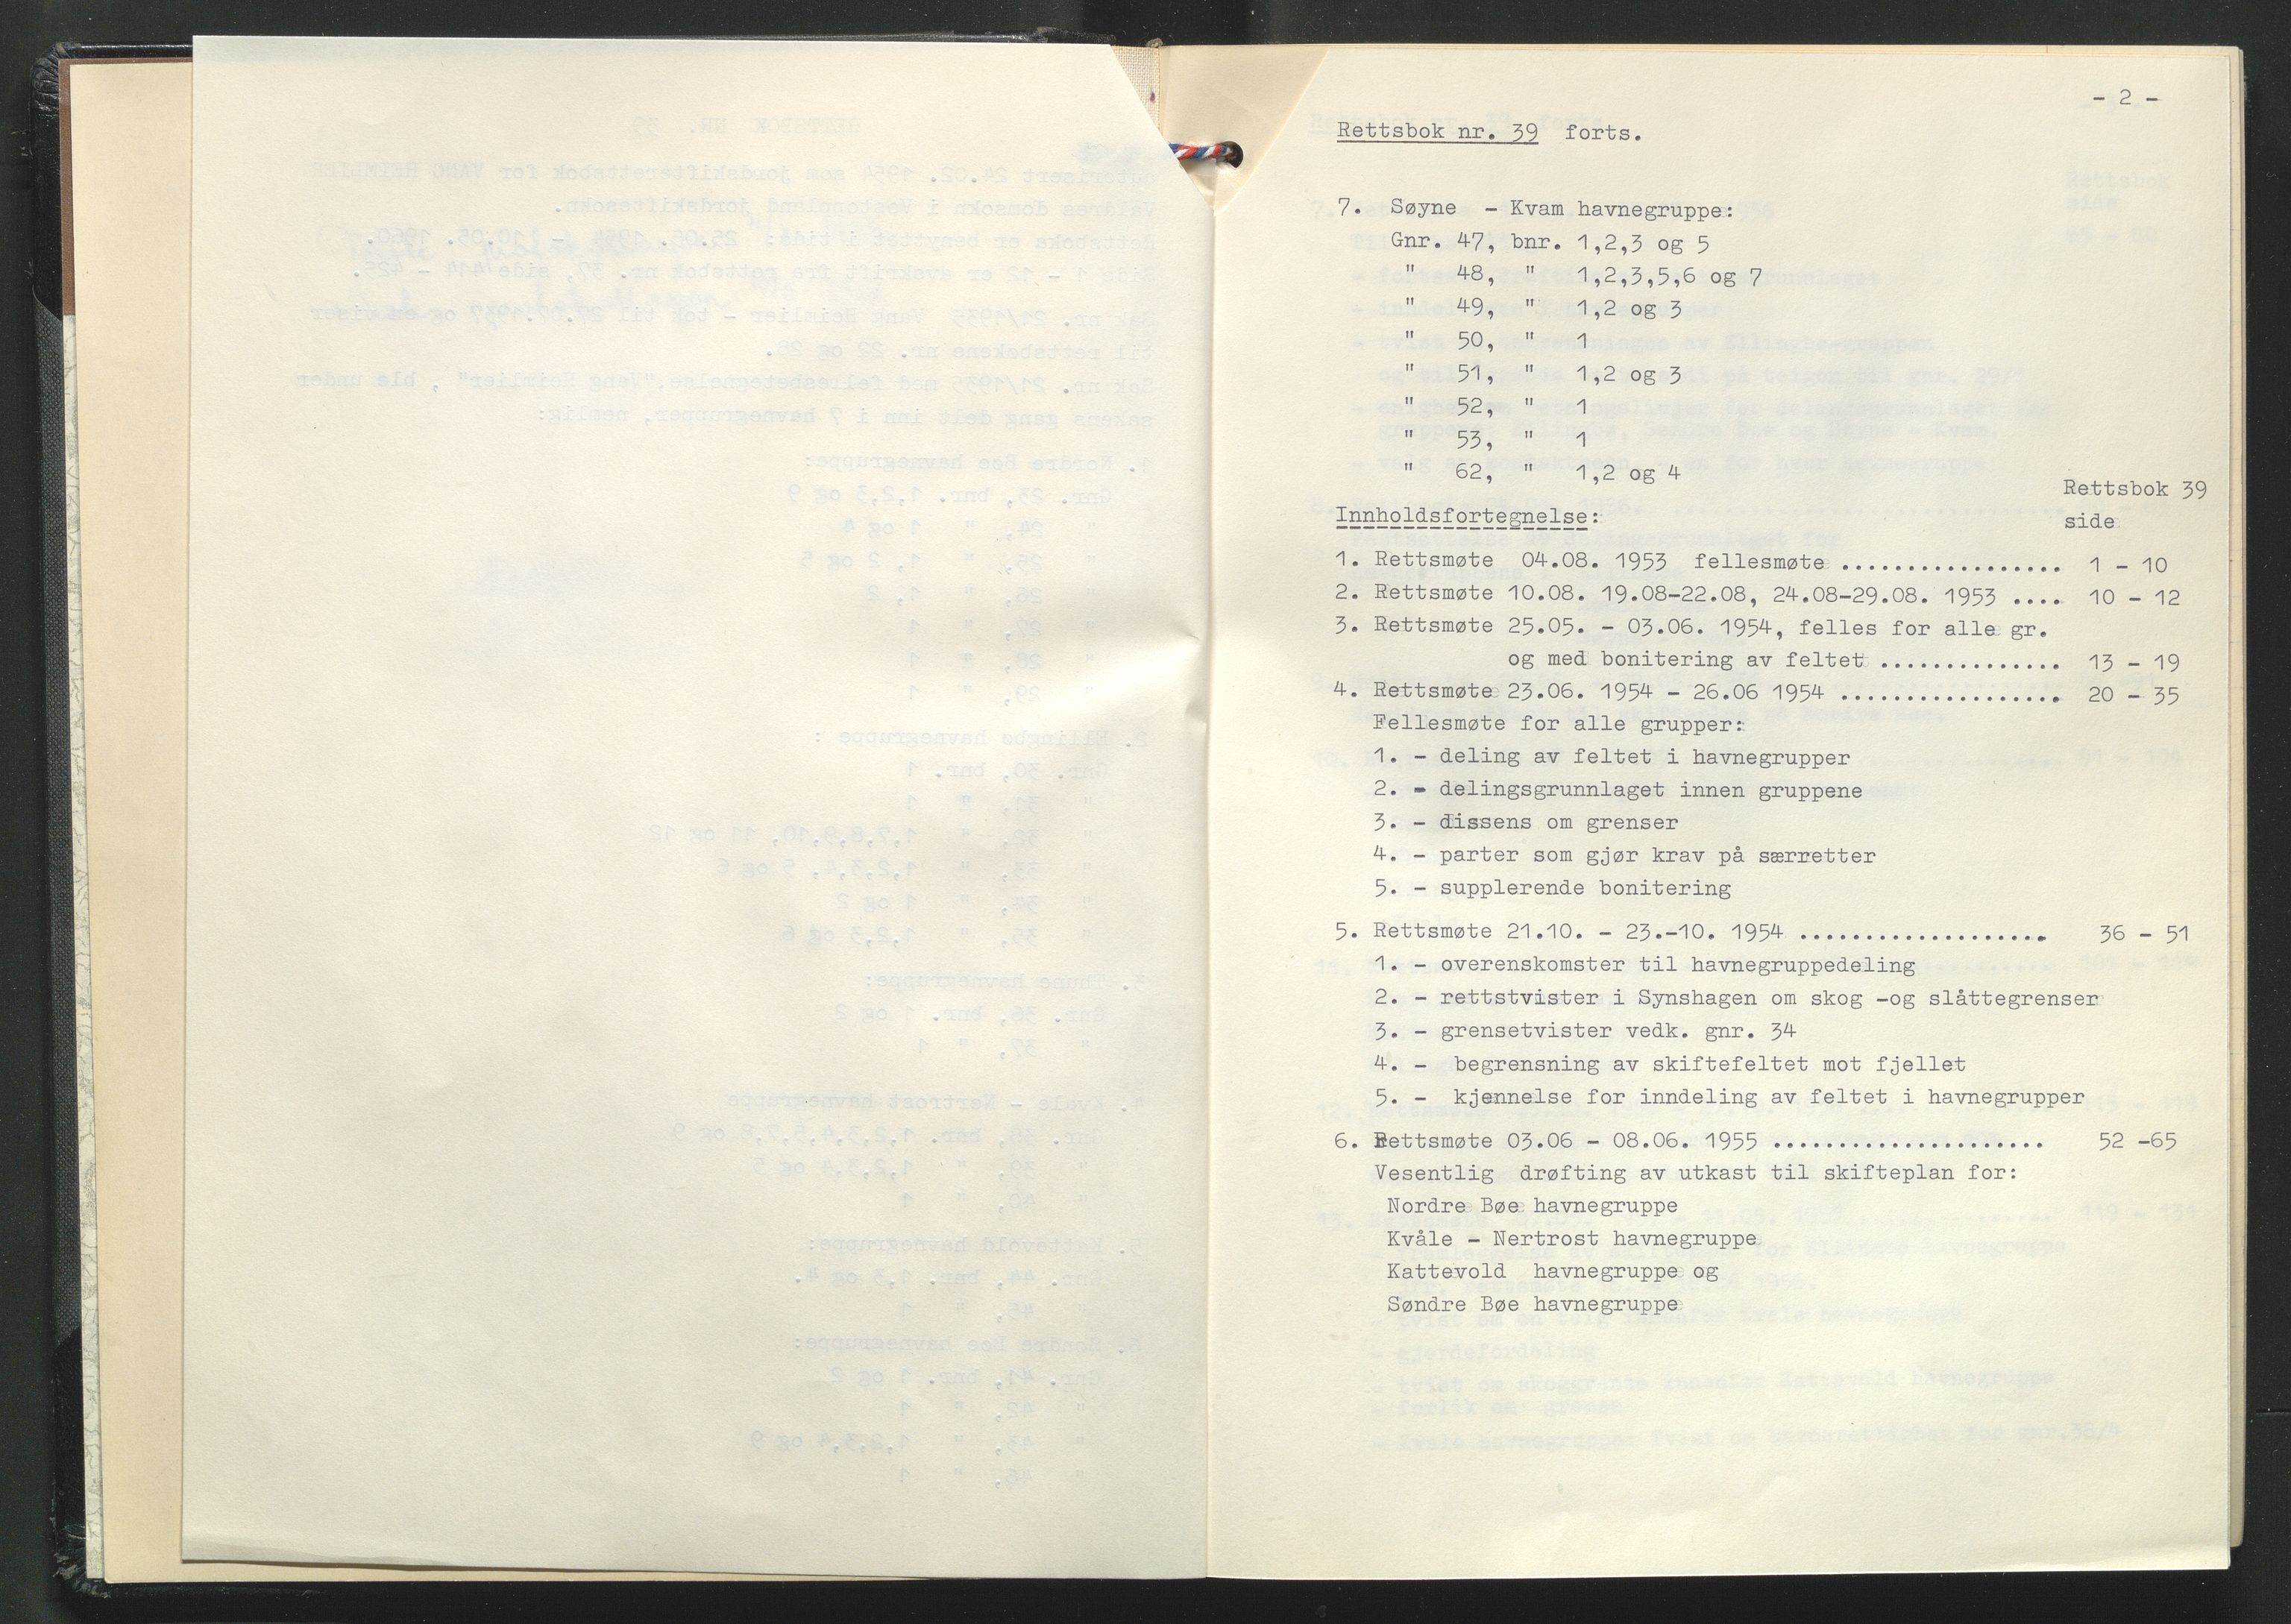 - 2 -
Rettsbok nr. 39 forts.
7. Søyne - Kvam havnegruppe:
Gnr. 47, bnr. 1,2,3 og 5
" 48, " 1,2,3,5,6 og 7
" 49, " 1,2 og 3
" 50, " 1
" 51, " 1,2 og 3
" 52, " 1
" 53, " 1
" 62, " 1,2 og 4
Rettsbok 39
Innholdsfortegnelse: side
1. Rettsmøte 04.08. 1953 fellesmøte ................. 1 - 10
2. Rettsmøte 10.08. 19.08-22.08, 24.08-29.08. 1953 .... 10 - 12
3. Rettsmøte 25.05. - 03.06. 1954, felles for alle gr.
og med bonitering av feltet .............. 13 - 19
4. Rettsmøte 23.06. 1954 - 26.06 1954 ................. 20 - 35
Fellesmøte for alle grupper:
1. - deling av feltet i havnegrupper
2. - delingsgrunnlaget innen gruppene
3. - dissens om grenser
4. - parter som gjør krav på særretter
5. - supplerende bonitering
5. Rettsmøte 21.10. - 23.-10. 1954 ................... 36 - 51
1. - overenskomster til havnegruppedeling
2. - rettstvister i Synshagen om skog -og slåttegrenser
3. - grensetvister vedk. gnr. 34
4. - begrensning av skiftefeltet mot fjellet
5. - kjennelse for inndeling av feltet i havnegrupper
6. Rettsmøte 03.06 - 08.06. 1955 ..................... 52 -65
Vesentlig drøfting av utkast til skifteplan for:
Nordre Bøe havnegruppe
Kvåle - Nertrost havnegruppe
Kattevold havnegruppe og
Søndre Bøe havnegruppe